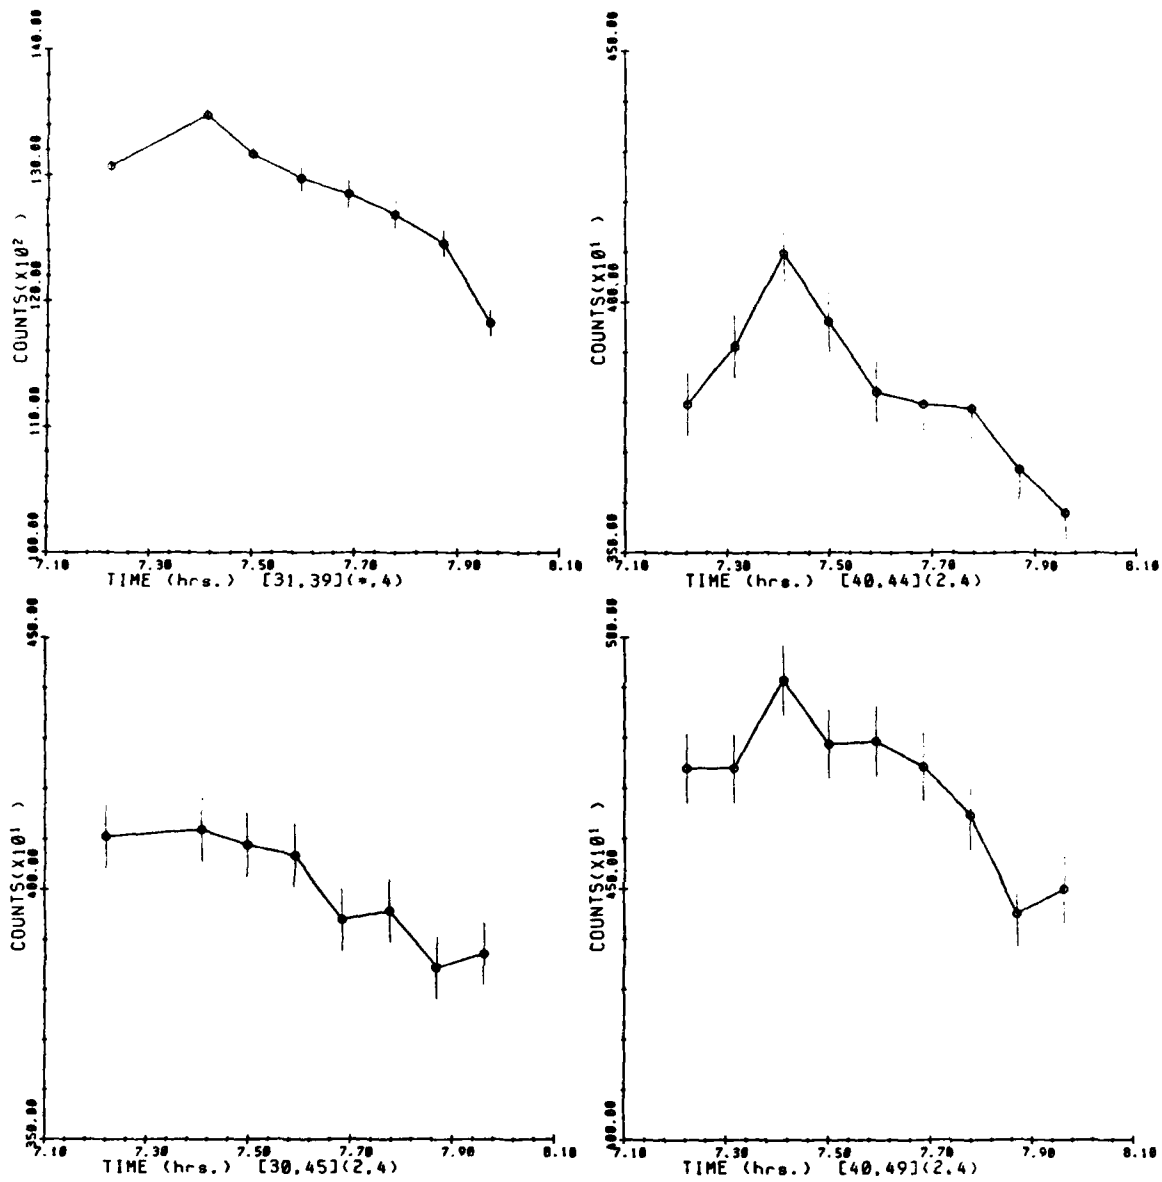 140.00
130.00
120.00
110.00
100.00
COUNTS(X10² )
7.10 7.30 7.50 7.70 7.90 8.10
TIME (hrs.) [31,39](*,4)
450.00
400.00
350.00
COUNTS(X10¹ )
7.10 7.30 7.50 7.70 7.90 8.10
TIME (hrs.) [40,44](2,4)
450.00
400.00
350.00
COUNTS(X10¹ )
7.10 7.30 7.50 7.70 7.90 8.10
TIME (hrs.) [30,45](2,4)
500.00
450.00
400.00
COUNTS(X10¹ )
7.10 7.30 7.50 7.70 7.90 8.10
TIME (hrs.) [40,49](2,4)